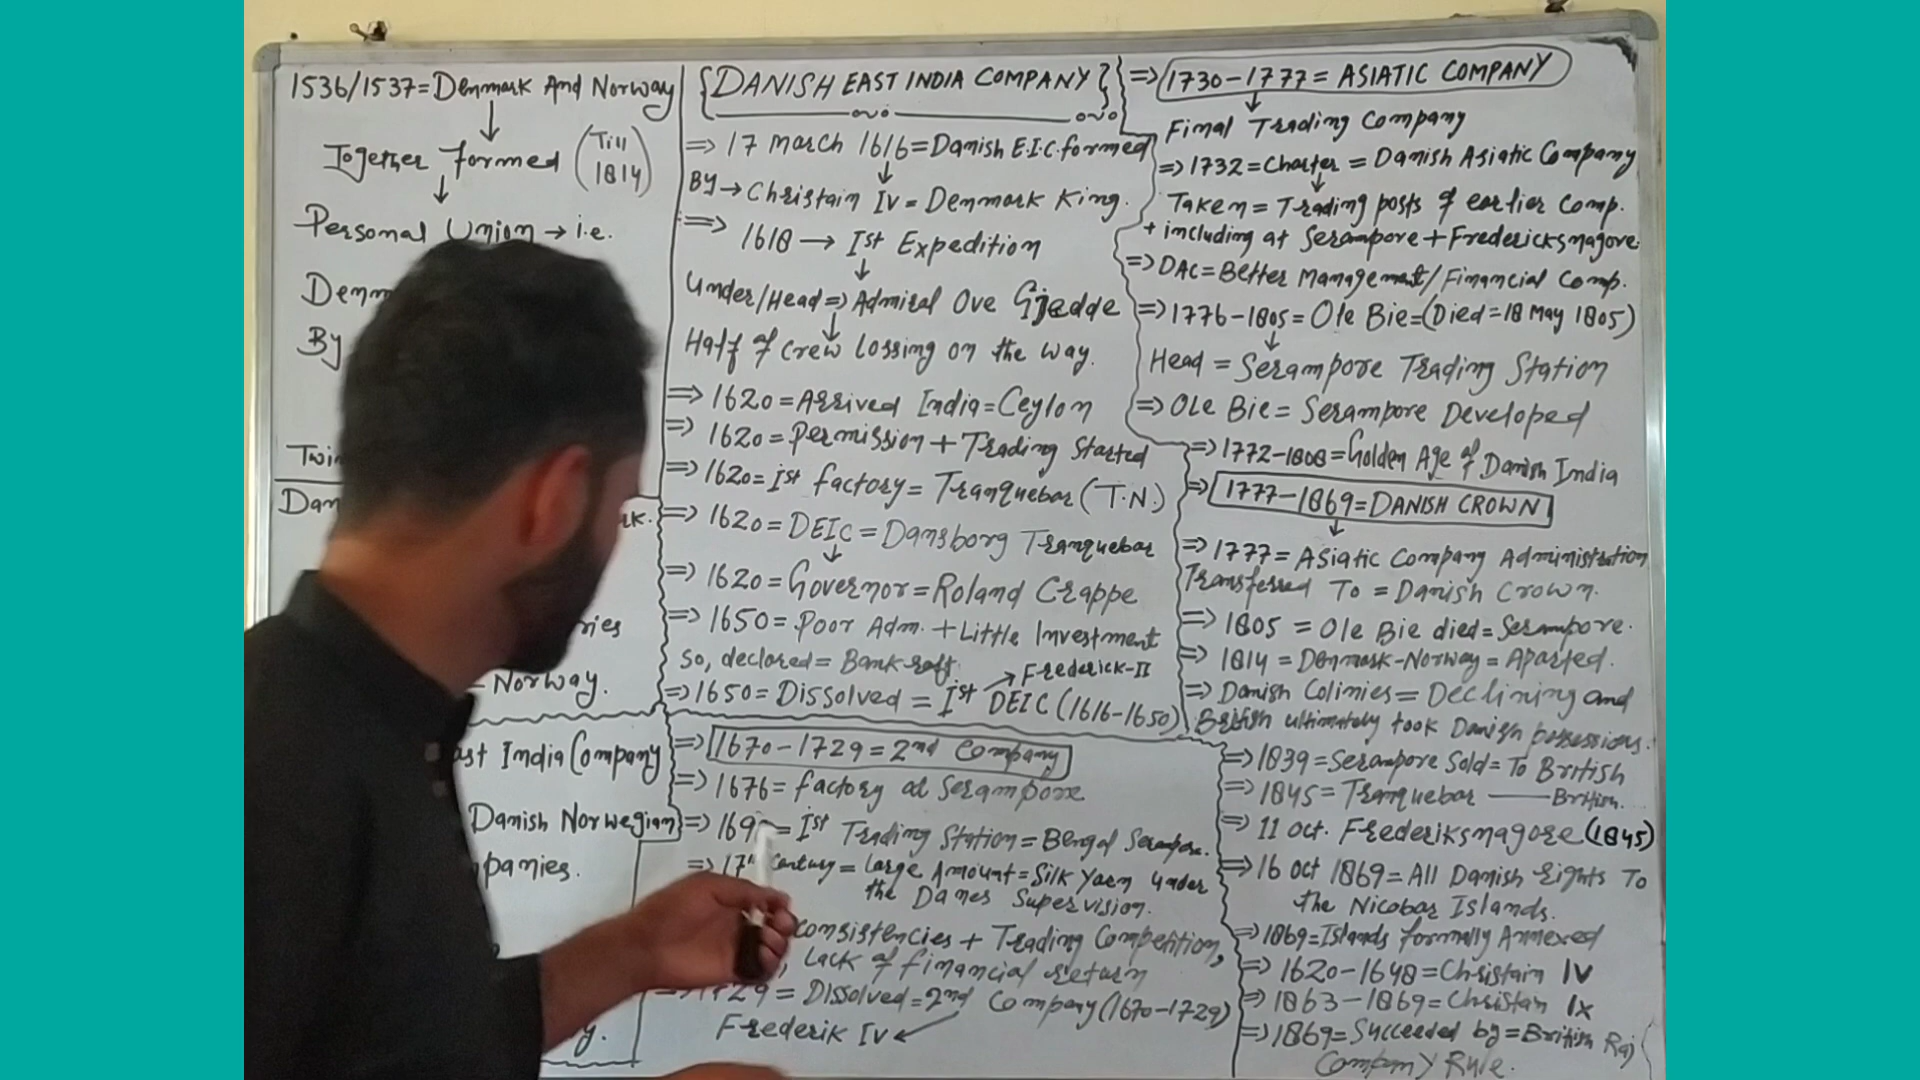 1536/1537=Denmark And Norway
Together formed (Till 1814)
Personal Union → i.e.
Denm
By
Twin
Dan
rk.
ries
Norway.
ast India Company
Danish Norwegian
panies.
y.
{DANISH EAST INDIA COMPANY}
⇒ 17 March 1616=Danish E.I.C. formed
By → Christain IV = Denmark King.
⇒ 1618 → Ist Expedition
Under/Head ⇒ Admiral Ove Gjedde
Half of Crew Lossing on the way.
⇒ 1620 = Arrived India = Ceylon
⇒ 1620 = Permission + Trading Started
⇒ 1620 = Ist factory = Tranquebar (T.N.)
⇒ 1620 = DEIC = Dansborg Tranquebar
⇒ 1620 = Governor = Roland Crappe
⇒ 1650 = Poor Adm. + Little Investment
So, declared = Bankraft.
→ Frederick-II
⇒ 1650 = Dissolved = Ist DEIC (1616-1650)
⇒ 1670-1729 = 2nd Company
⇒ 1676 = factory at Serampore
⇒ 169 = Ist Trading Station = Bengal Serampore.
⇒ 17th Century = Large Amount = Silk Yarn under
the Danes Supervision.
consistencies + Trading Competition,
, Lack of financial return
⇒ 1729 = Dissolved = 2nd Company (1670-1729)
Frederik IV ←
⇒ 1730-1777 = ASIATIC COMPANY
Final Trading Company
⇒ 1732 = Charter = Danish Asiatic Company
Taken = Trading posts of earlier comp.
+ including at Serampore + Fredericksnagore
⇒ DAC = Better Management/Financial Comp.
⇒ 1776-1805 = Ole Bie = (Died = 18 May 1805)
Head = Serampore Trading Station
⇒ Ole Bie = Serampore Developed
⇒ 1772-1808 = Golden Age of Danish India
⇒ 1777-1869 = DANISH CROWN
⇒ 1777 = Asiatic Company Administration
Transferred To = Danish Crown.
⇒ 1805 = Ole Bie died = Serampore.
⇒ 1814 = Denmark-Norway = Aparted.
⇒ Danish Colinies = Declining and
British ultimately took Danish possessions.
⇒ 1839 = Serampore Sold = To British
⇒ 1845 = Tranquebar —— British.
⇒ 11 Oct. Frederiksnagore (1845)
⇒ 16 Oct 1869 = All Danish Rights To
the Nicobar Islands.
⇒ 1869 = Islands formally Annexed
⇒ 1620-1648 = Christain IV
⇒ 1863-1869 = Christan IX
⇒ 1869 = Succeeded by = British Raj
Company Rule.